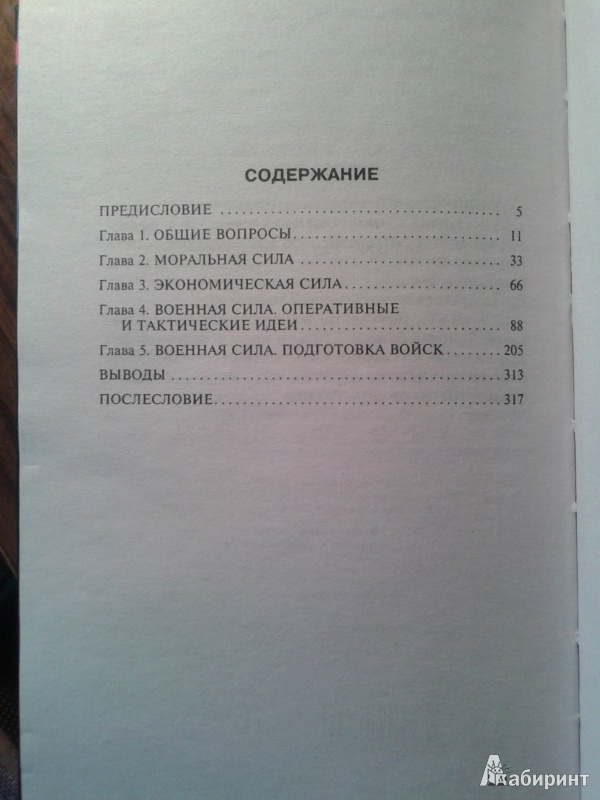 СОДЕРЖАНИЕ
ПРЕДИСЛОВИЕ ........................................ 5
Глава 1. ОБЩИЕ ВОПРОСЫ .............................. 11
Глава 2. МОРАЛЬНАЯ СИЛА ............................. 33
Глава 3. ЭКОНОМИЧЕСКАЯ СИЛА ....................... 66
Глава 4. ВОЕННАЯ СИЛА. ОПЕРАТИВНЫЕ
И ТАКТИЧЕСКИЕ ИДЕИ ............................ 88
Глава 5. ВОЕННАЯ СИЛА. ПОДГОТОВКА ВОЙСК ........ 205
ВЫВОДЫ ............................................... 313
ПОСЛЕСЛОВИЕ ......................................... 317
Лабиринт